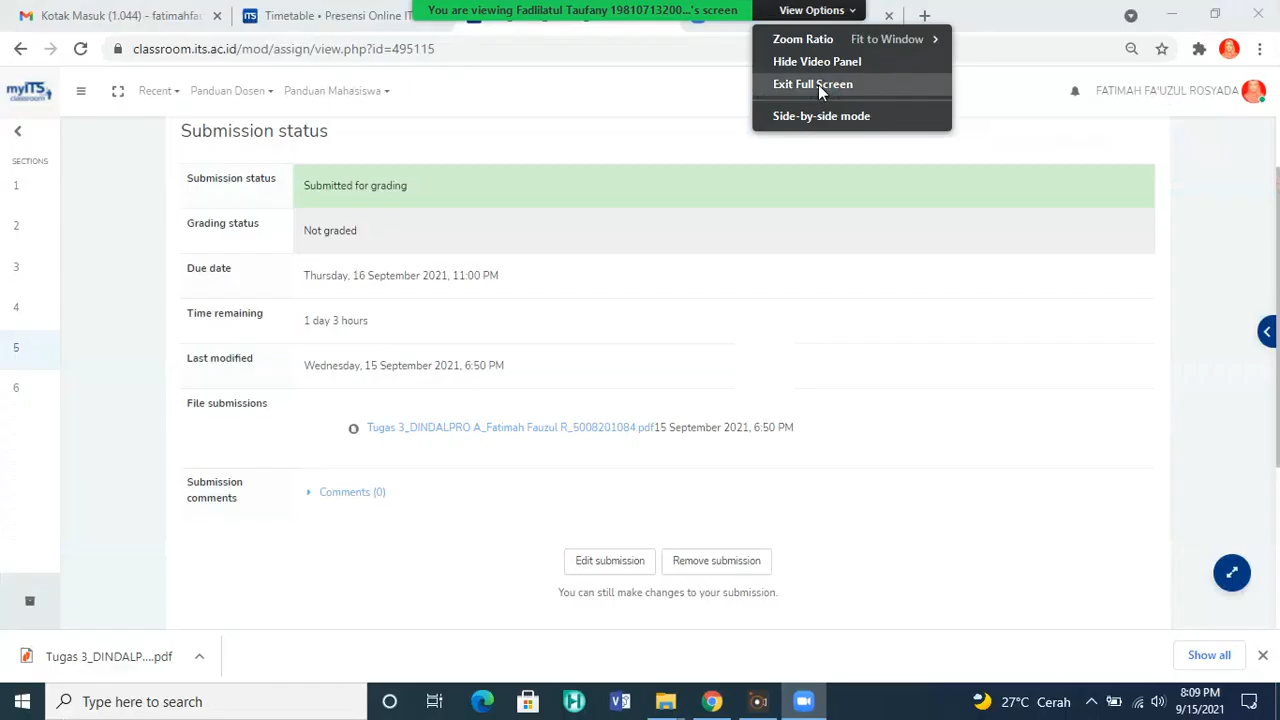 Kotak Masuk (1.044) - fatimahfa
ITS Timetable • Presensi Online IT
You are viewing Fadlilatul Taufany 19810713200...'s screen
View Options
classroom.its.ac.id/mod/assign/view.php?id=495115
Zoom Ratio Fit to Window
Hide Video Panel
Exit Full Screen
Side-by-side mode
myITS
classroom
Recent
Panduan Dosen
Panduan Mahasiswa
FATIMAH FA'UZUL ROSYADA
SECTIONS
1
2
3
4
5
6
Submission status
Submission status Submitted for grading
Grading status Not graded
Due date Thursday, 16 September 2021, 11:00 PM
Time remaining 1 day 3 hours
Last modified Wednesday, 15 September 2021, 6:50 PM
File submissions
Tugas 3_DINDALPRO A_Fatimah Fauzul R_5008201084.pdf15 September 2021, 6:50 PM
Submission comments
Comments (0)
Edit submission
Remove submission
You can still make changes to your submission.
Tugas 3_DINDALP....pdf
Show all
Type here to search
27°C Cerah
8:09 PM
9/15/2021